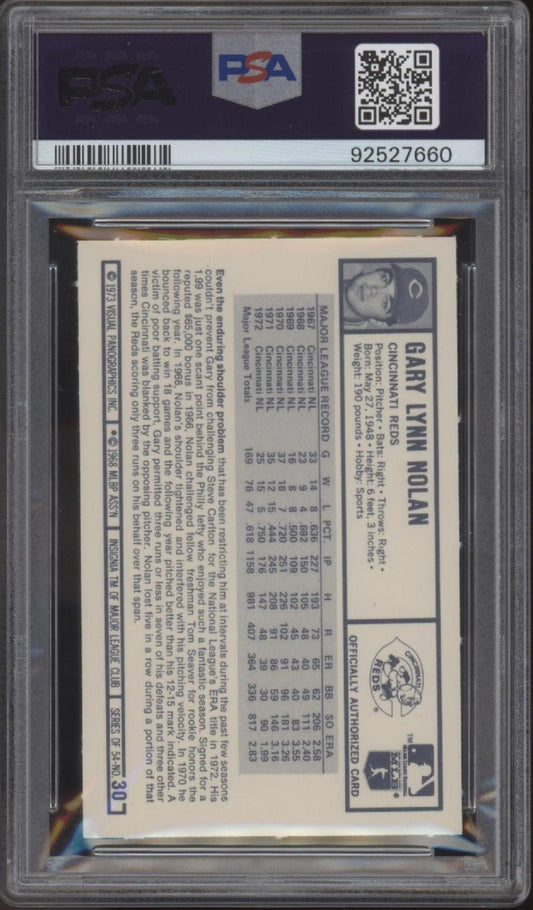 PSA
PSA
92527660
GARY LYNN NOLAN
CINCINNATI REDS
Position: Pitcher • Bats: Right • Throws: Right •
Born: May 27, 1948 • Height: 6 feet, 3 inches •
Weight: 190 pounds • Hobby: Sports
CINCINNATI
REDS ®
TM
MLB
OFFICIALLY AUTHORIZED CARD
MAJOR LEAGUE RECORD G W L PCT. IP H R ER BB SO ERA
1967 Cincinnati NL 33 14 8 .636 227 193 73 65 62 206 2.58
1968 Cincinnati NL 23 9 4 .692 150 105 48 40 49 111 2.40
1969 Cincinnati NL 16 8 8 .500 109 102 45 43 40 83 3.55
1970 Cincinnati NL 37 18 7 .720 251 226 102 91 96 181 3.26
1971 Cincinnati NL 35 12 15 .444 245 208 91 86 59 146 3.16
1972 Cincinnati NL 25 15 5 .750 176 147 48 39 30 90 1.99
Major League Totals 169 76 47 .618 1158 981 407 364 336 817 2.83
Even the enduring shoulder problem that has been restricting him at intervals during the past few seasons
couldn't prevent Gary from challenging Steve Carlton for the National League's ERA title in 1972. His
1.99 was just one scant point behind the Philly lefty who enjoyed such a fantastic season. Signed for a
reputed $65,000 bonus in 1966, Nolan challenged fellow freshman Tom Seaver for rookie honors the
following year. In 1968, Nolan's shoulder tightened and interfered with his pitching velocity. In 1970 he
bounced back to win 18 games and the following year pitched better than his 12-15 mark indicated. A
victim of poor batting support, Gary permitted three runs or less in seven of his defeats and three other
times Cincinnati was blanked by the opposing pitcher. Nolan lost five in a row during a portion of that
season, the Reds scoring only three runs on his behalf over that span.
© 1973 VISUAL PANOGRAPHICS INC. * © 1968 MLBP ASS'N INSIGNIA TM OF MAJOR LEAGUE CLUB SERIES OF 54-NO. 30